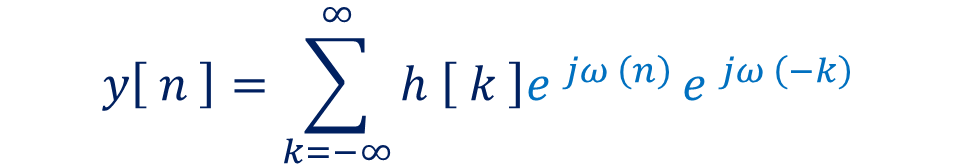 y[ n ] = ∑_{k=−∞}^{∞} h [ k ]e^{jω (n)} e^{jω (−k)}